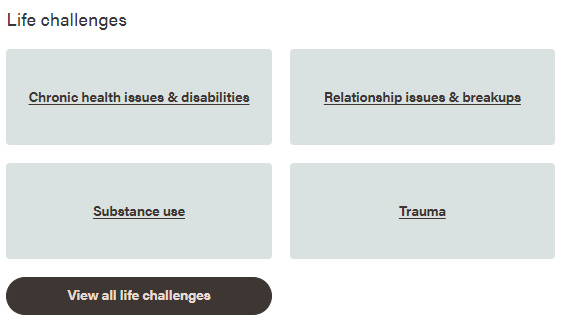 Life challenges
Chronic health issues & disabilities
Relationship issues & breakups
Substance use
Trauma
View all life challenges